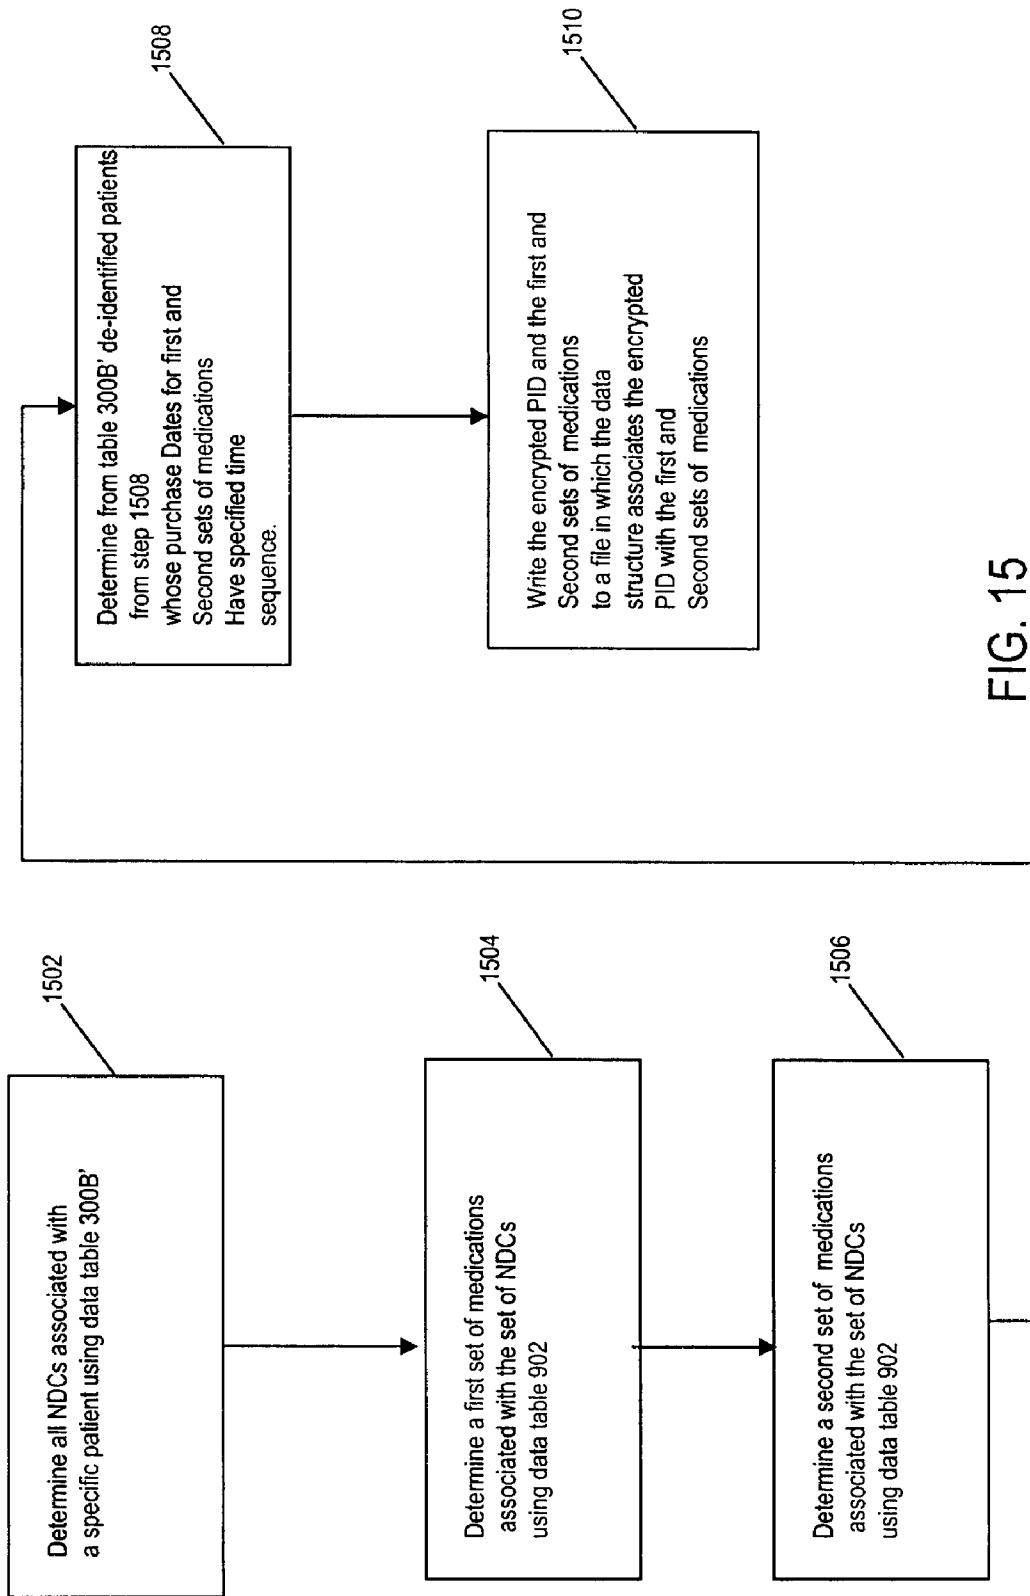 1502
Determine all NDCs associated with
a specific patient using data table 300B'
1504
Determine a first set of medications
associated with the set of NDCs
using data table 902
1506
Determine a second set of medications
associated with the set of NDCs
using data table 902
1508
Determine from table 300B' de-identified patients
from step 1508
whose purchase Dates for first and
Second sets of medications
Have specified time
sequence.
1510
Write the encrypted PID and the first and
Second sets of medications
to a file in which the data
structure associates the encrypted
PID with the first and
Second sets of medications
FIG. 15